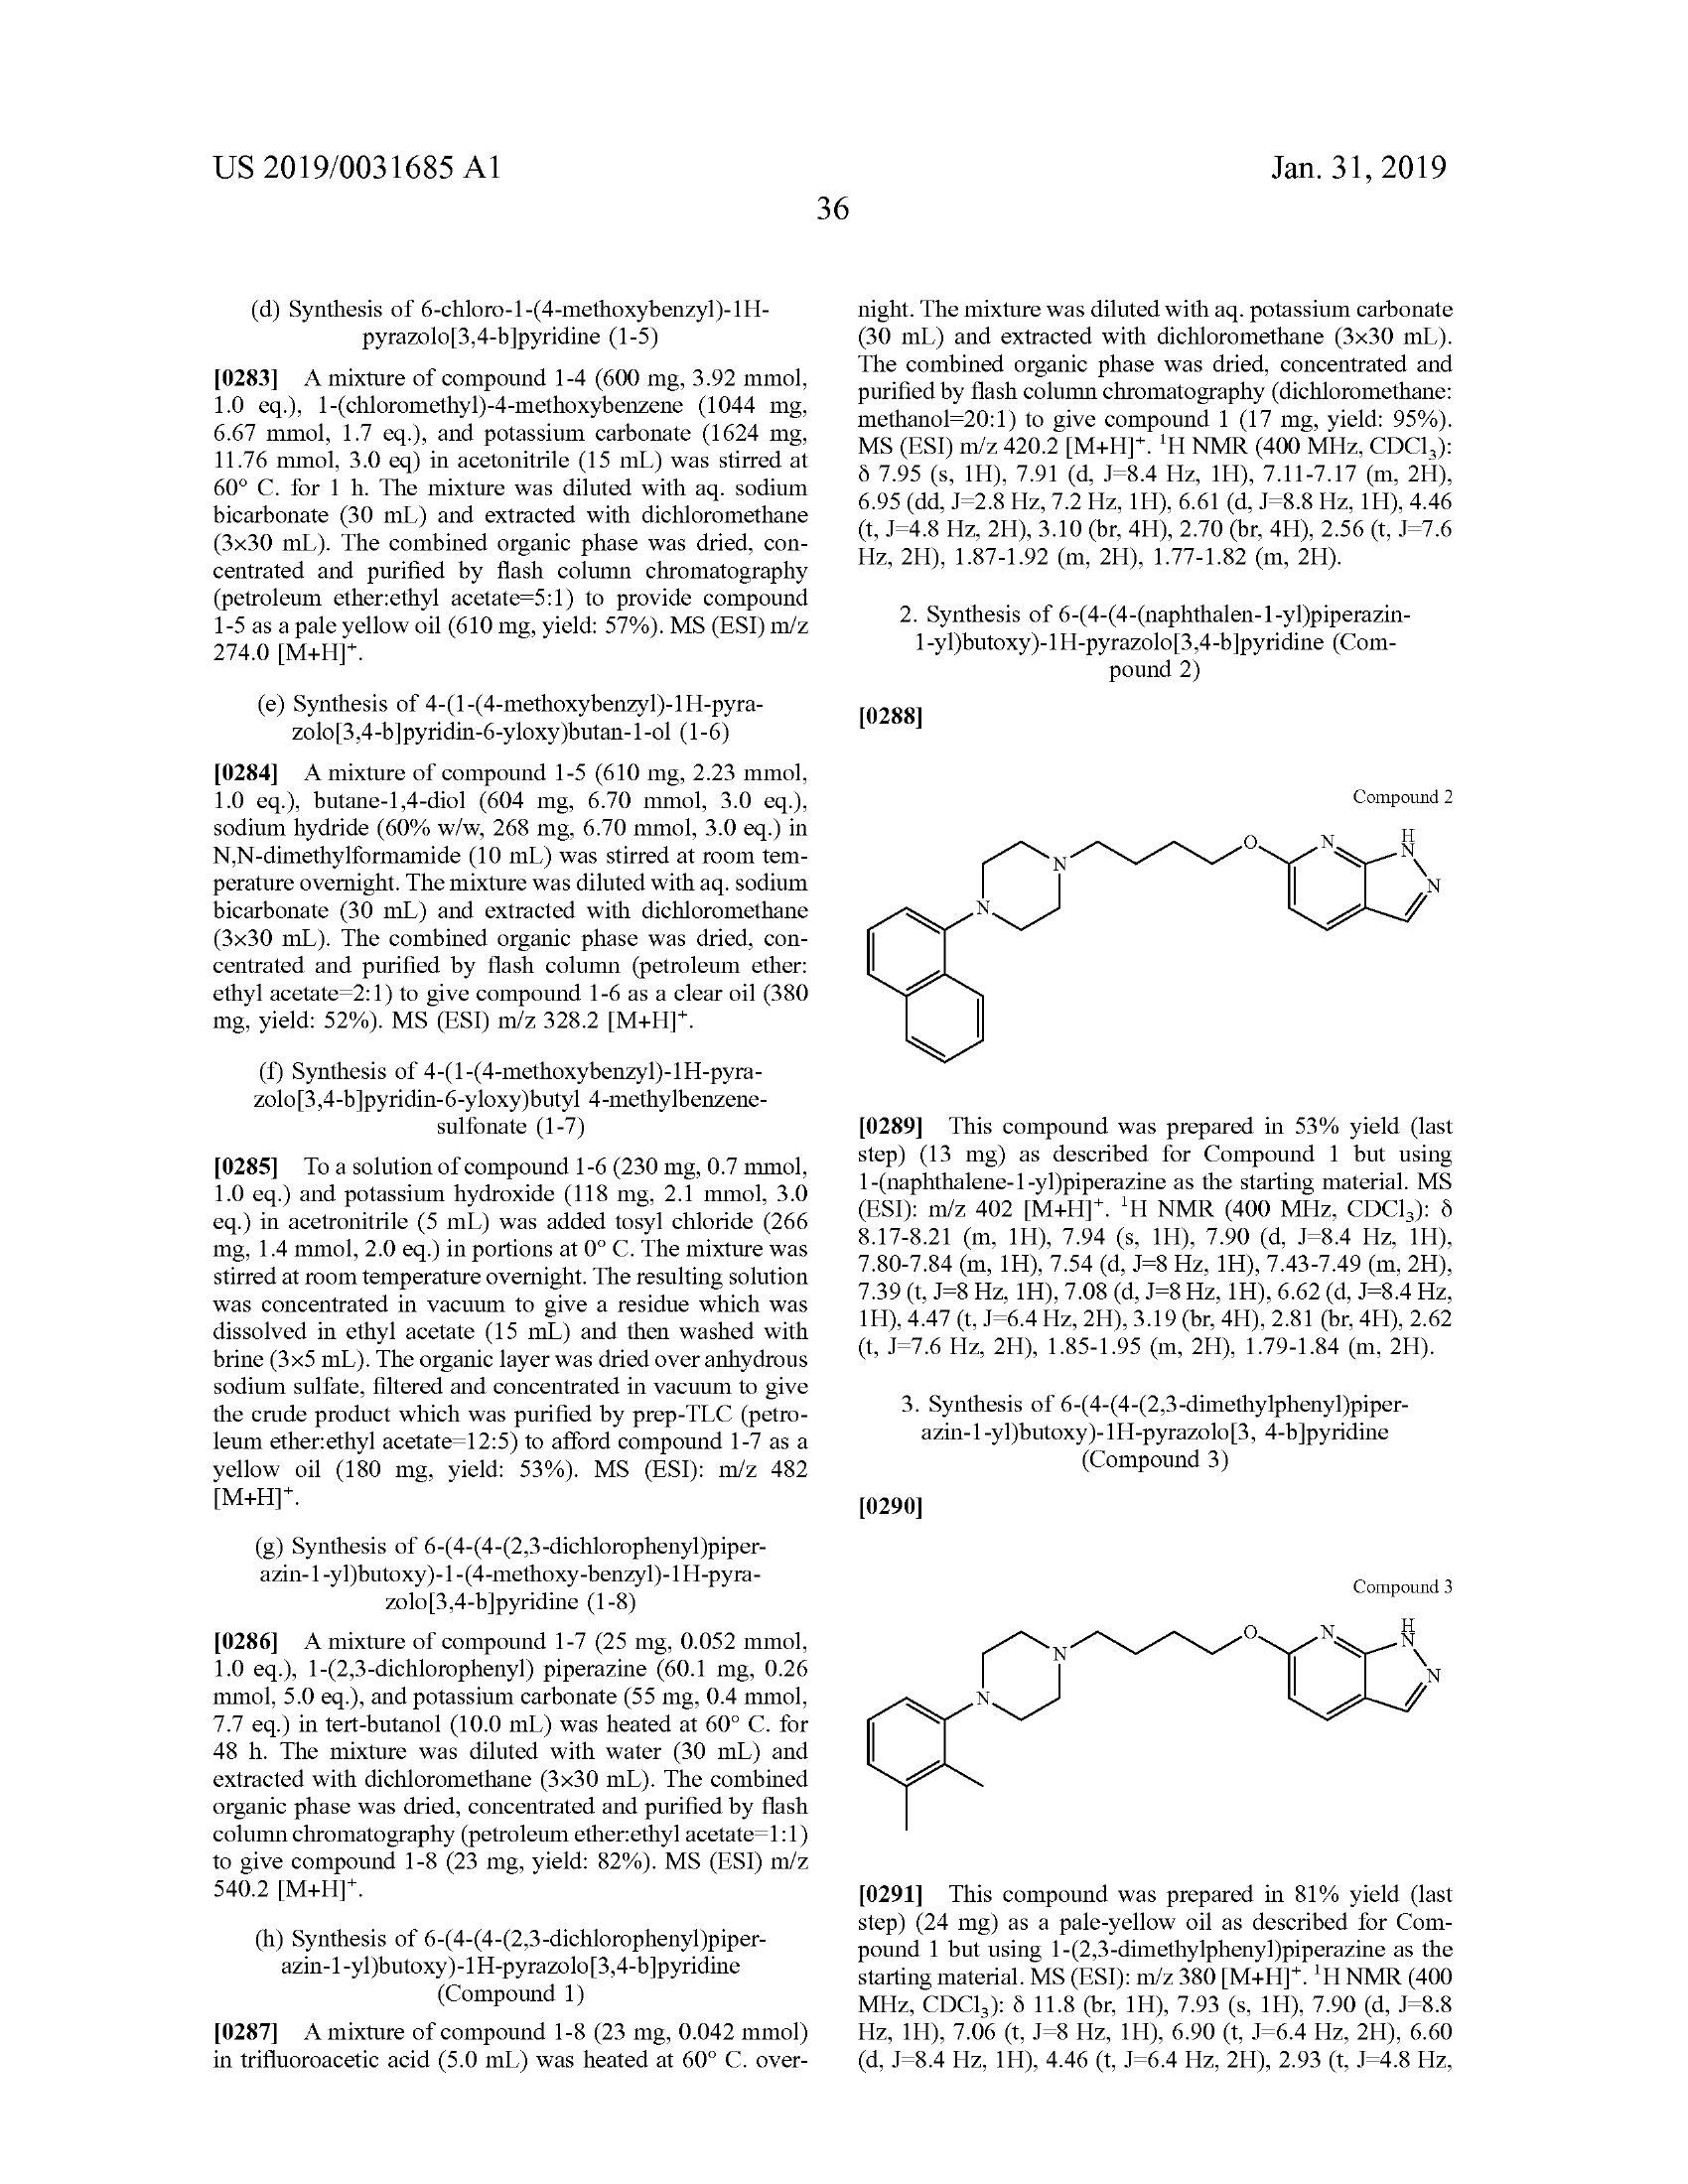 US 2019/0031685 A1
Jan. 31, 2019
36
(d) Synthesis of 6-chloro-1-(4-methoxybenzyl)-1H-
pyrazolo[3,4-b]pyridine (1-5)
[0283] A mixture of compound 1-4 (600 mg, 3.92 mmol,
1.0 eq.), 1-(chloromethyl)-4-methoxybenzene (1044 mg,
6.67 mmol, 1.7 eq.), and potassium carbonate (1624 mg,
11.76 mmol, 3.0 eq) in acetonitrile (15 mL) was stirred at
60° C. for 1 h. The mixture was diluted with aq. sodium
bicarbonate (30 mL) and extracted with dichloromethane
(3x30 mL). The combined organic phase was dried, con-
centrated and purified by flash column chromatography
(petroleum ether:ethyl acetate=5:1) to provide compound
1-5 as a pale yellow oil (610 mg, yield: 57%). MS (ESI) m/z
274.0 [M+H]⁺.
(e) Synthesis of 4-(1-(4-methoxybenzyl)-1H-pyra-
zolo[3,4-b]pyridin-6-yloxy)butan-1-ol (1-6)
[0284] A mixture of compound 1-5 (610 mg, 2.23 mmol,
1.0 eq.), butane-1,4-diol (604 mg, 6.70 mmol, 3.0 eq.),
sodium hydride (60% w/w, 268 mg, 6.70 mmol, 3.0 eq.) in
N,N-dimethylformamide (10 mL) was stirred at room tem-
perature overnight. The mixture was diluted with aq. sodium
bicarbonate (30 mL) and extracted with dichloromethane
(3x30 mL). The combined organic phase was dried, con-
centrated and purified by flash column (petroleum ether:
ethyl acetate=2:1) to give compound 1-6 as a clear oil (380
mg, yield: 52%). MS (ESI) m/z 328.2 [M+H]⁺.
(f) Synthesis of 4-(1-(4-methoxybenzyl)-1H-pyra-
zolo[3,4-b]pyridin-6-yloxy)butyl 4-methylbenzene-
sulfonate (1-7)
[0285] To a solution of compound 1-6 (230 mg, 0.7 mmol,
1.0 eq.) and potassium hydroxide (118 mg, 2.1 mmol, 3.0
eq.) in acetronitrile (5 mL) was added tosyl chloride (266
mg, 1.4 mmol, 2.0 eq.) in portions at 0° C. The mixture was
stirred at room temperature overnight. The resulting solution
was concentrated in vacuum to give a residue which was
dissolved in ethyl acetate (15 mL) and then washed with
brine (3x5 mL). The organic layer was dried over anhydrous
sodium sulfate, filtered and concentrated in vacuum to give
the crude product which was purified by prep-TLC (petro-
leum ether:ethyl acetate=12:5) to afford compound 1-7 as a
yellow oil (180 mg, yield: 53%). MS (ESI): m/z 482
[M+H]⁺.
(g) Synthesis of 6-(4-(4-(2,3-dichlorophenyl)piper-
azin-1-yl)butoxy)-1-(4-methoxy-benzyl)-1H-pyra-
zolo[3,4-b]pyridine (1-8)
[0286] A mixture of compound 1-7 (25 mg, 0.052 mmol,
1.0 eq.), 1-(2,3-dichlorophenyl) piperazine (60.1 mg, 0.26
mmol, 5.0 eq.), and potassium carbonate (55 mg, 0.4 mmol,
7.7 eq.) in tert-butanol (10.0 mL) was heated at 60° C. for
48 h. The mixture was diluted with water (30 mL) and
extracted with dichloromethane (3x30 mL). The combined
organic phase was dried, concentrated and purified by flash
column chromatography (petroleum ether:ethyl acetate=1:1)
to give compound 1-8 (23 mg, yield: 82%). MS (ESI) m/z
540.2 [M+H]⁺.
(h) Synthesis of 6-(4-(4-(2,3-dichlorophenyl)piper-
azin-1-yl)butoxy)-1H-pyrazolo[3,4-b]pyridine
(Compound 1)
[0287] A mixture of compound 1-8 (23 mg, 0.042 mmol)
in trifluoroacetic acid (5.0 mL) was heated at 60° C. over-
night. The mixture was diluted with aq. potassium carbonate
(30 mL) and extracted with dichloromethane (3x30 mL).
The combined organic phase was dried, concentrated and
purified by flash column chromatography (dichloromethane:
methanol=20:1) to give compound 1 (17 mg, yield: 95%).
MS (ESI) m/z 420.2 [M+H]⁺. ¹H NMR (400 MHz, CDCl₃):
δ 7.95 (s, 1H), 7.91 (d, J=8.4 Hz, 1H), 7.11-7.17 (m, 2H),
6.95 (dd, J=2.8 Hz, 7.2 Hz, 1H), 6.61 (d, J=8.8 Hz, 1H), 4.46
(t, J=4.8 Hz, 2H), 3.10 (br, 4H), 2.70 (br, 4H), 2.56 (t, J=7.6
Hz, 2H), 1.87-1.92 (m, 2H), 1.77-1.82 (m, 2H).
2. Synthesis of 6-(4-(4-(naphthalen-1-yl)piperazin-
1-yl)butoxy)-1H-pyrazolo[3,4-b]pyridine (Com-
pound 2)
[0288]
Compound 2
N
N
O
N
H
N
N
[0289] This compound was prepared in 53% yield (last
step) (13 mg) as described for Compound 1 but using
1-(naphthalene-1-yl)piperazine as the starting material. MS
(ESI): m/z 402 [M+H]⁺. ¹H NMR (400 MHz, CDCl₃): δ
8.17-8.21 (m, 1H), 7.94 (s, 1H), 7.90 (d, J=8.4 Hz, 1H),
7.80-7.84 (m, 1H), 7.54 (d, J=8 Hz, 1H), 7.43-7.49 (m, 2H),
7.39 (t, J=8 Hz, 1H), 7.08 (d, J=8 Hz, 1H), 6.62 (d, J=8.4 Hz,
1H), 4.47 (t, J=6.4 Hz, 2H), 3.19 (br, 4H), 2.81 (br, 4H), 2.62
(t, J=7.6 Hz, 2H), 1.85-1.95 (m, 2H), 1.79-1.84 (m, 2H).
3. Synthesis of 6-(4-(4-(2,3-dimethylphenyl)piper-
azin-1-yl)butoxy)-1H-pyrazolo[3, 4-b]pyridine
(Compound 3)
[0290]
Compound 3
N
N
O
N
H
N
N
[0291] This compound was prepared in 81% yield (last
step) (24 mg) as a pale-yellow oil as described for Com-
pound 1 but using 1-(2,3-dimethylphenyl)piperazine as the
starting material. MS (ESI): m/z 380 [M+H]⁺. ¹H NMR (400
MHz, CDCl₃): δ 11.8 (br, 1H), 7.93 (s, 1H), 7.90 (d, J=8.8
Hz, 1H), 7.06 (t, J=8 Hz, 1H), 6.90 (t, J=6.4 Hz, 2H), 6.60
(d, J=8.4 Hz, 1H), 4.46 (t, J=6.4 Hz, 2H), 2.93 (t, J=4.8 Hz,